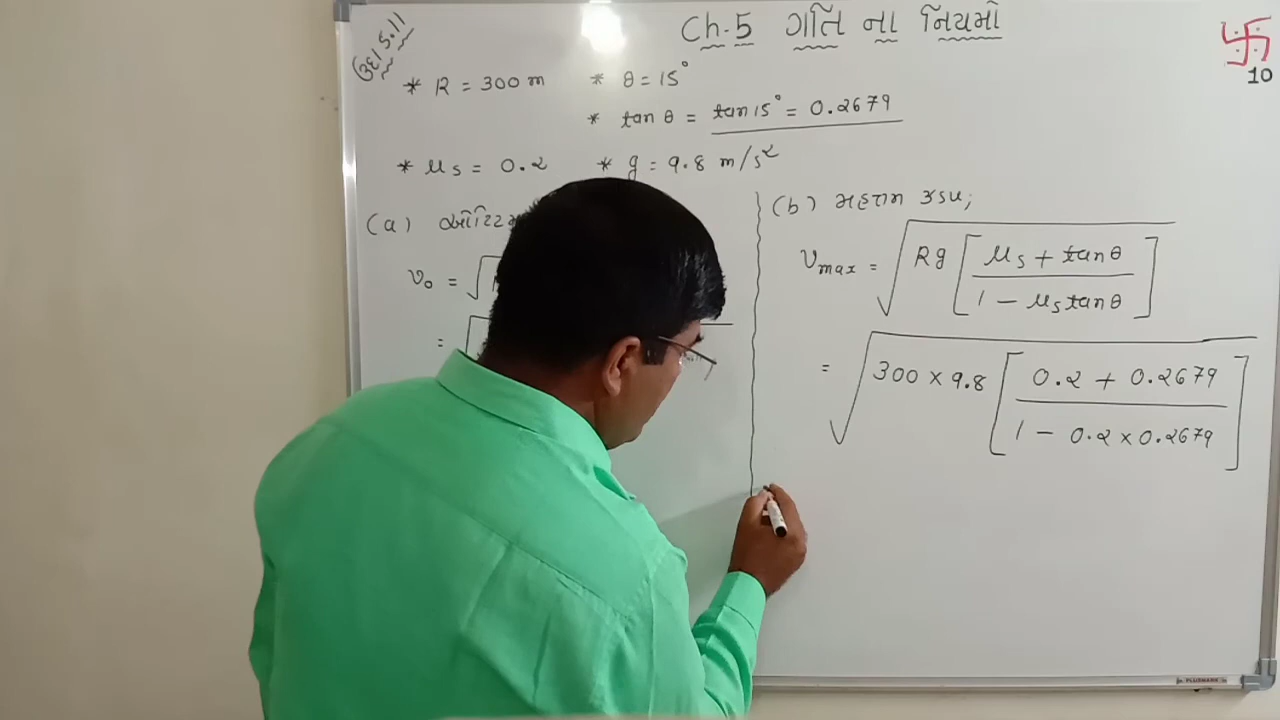 Ch.5 ગતિ ના નિયમો
ઉદા 5.11
10
* R = 300 m * θ = 15°
* tan θ = tan 15° = 0.2679
* μs = 0.2 * g = 9.8 m/s²
(a)
v₀ = √
= √
(b) મહત્તમ ઝડપ;
vmax = √Rg [μs + tanθ / 1 - μs tanθ]
= √300 × 9.8 [0.2 + 0.2679 / 1 - 0.2 × 0.2679]